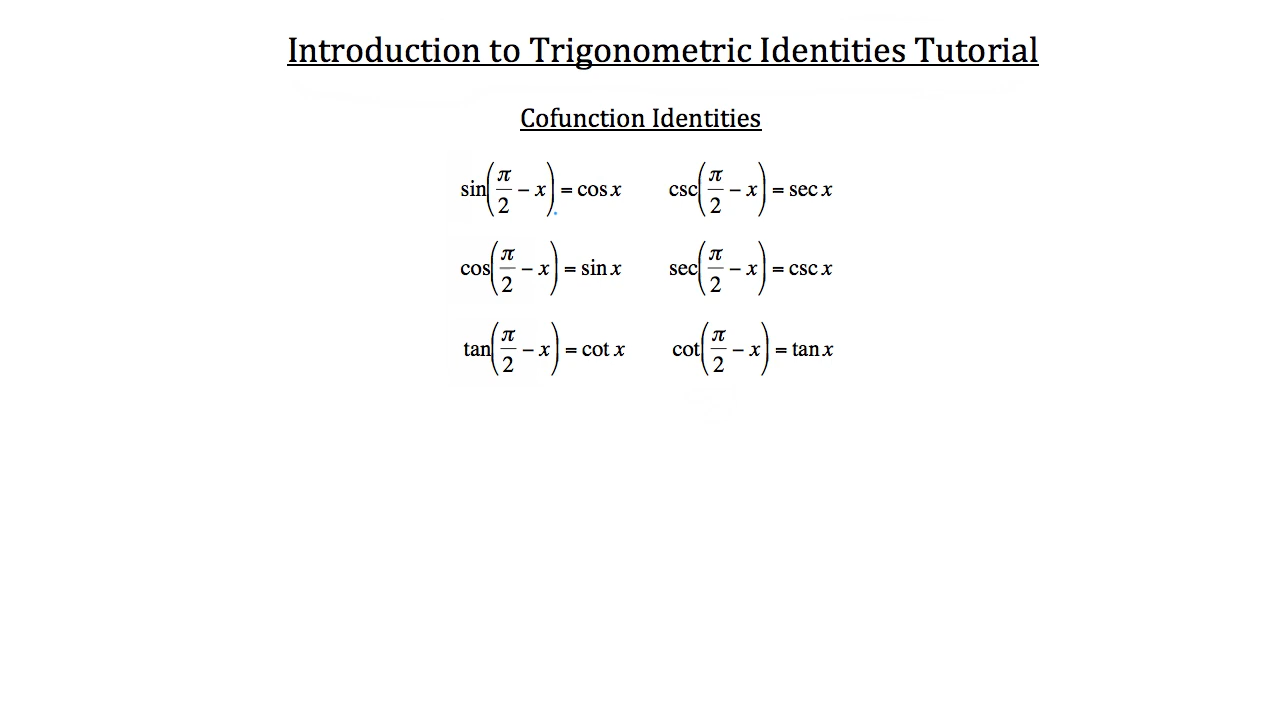 Introduction to Trigonometric Identities Tutorial
Cofunction Identities
sin(π/2 − x) = cos x    csc(π/2 − x) = sec x
cos(π/2 − x) = sin x    sec(π/2 − x) = csc x
tan(π/2 − x) = cot x    cot(π/2 − x) = tan x